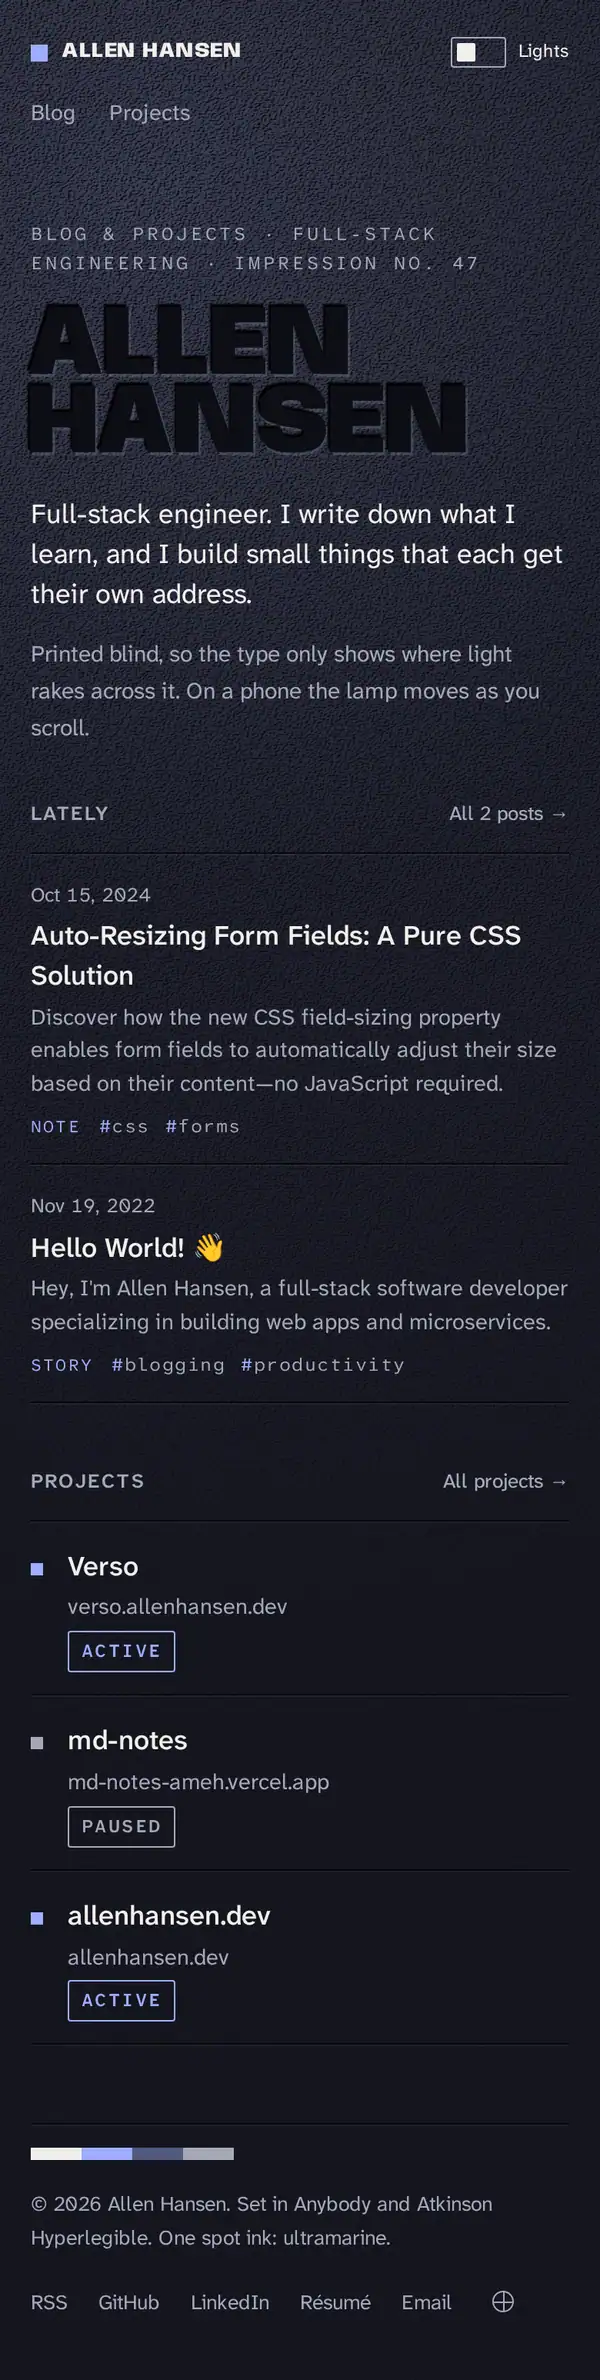 ALLEN HANSEN
Lights
Blog Projects
BLOG & PROJECTS · FULL-STACK
ENGINEERING · IMPRESSION NO. 47
ALLEN
HANSEN
Full-stack engineer. I write down what I
learn, and I build small things that each get
their own address.
Printed blind, so the type only shows where light
rakes across it. On a phone the lamp moves as you
scroll.
LATELY
All 2 posts →
Oct 15, 2024
Auto-Resizing Form Fields: A Pure CSS
Solution
Discover how the new CSS field-sizing property
enables form fields to automatically adjust their size
based on their content—no JavaScript required.
NOTE #css #forms
Nov 19, 2022
Hello World! 👋
Hey, I'm Allen Hansen, a full-stack software developer
specializing in building web apps and microservices.
STORY #blogging #productivity
PROJECTS
All projects →
Verso
verso.allenhansen.dev
ACTIVE
md-notes
md-notes-ameh.vercel.app
PAUSED
allenhansen.dev
allenhansen.dev
ACTIVE
© 2026 Allen Hansen. Set in Anybody and Atkinson
Hyperlegible. One spot ink: ultramarine.
RSS GitHub LinkedIn Résumé Email